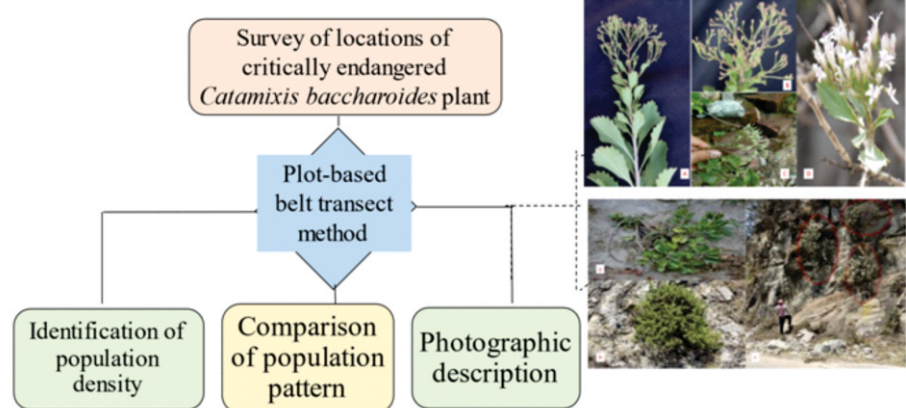 Survey of locations of
critically endangered
Catamixis baccharoides plant
Plot-based
belt transect
method
Identification of
population
density
Comparison
of population
pattern
Photographic
description